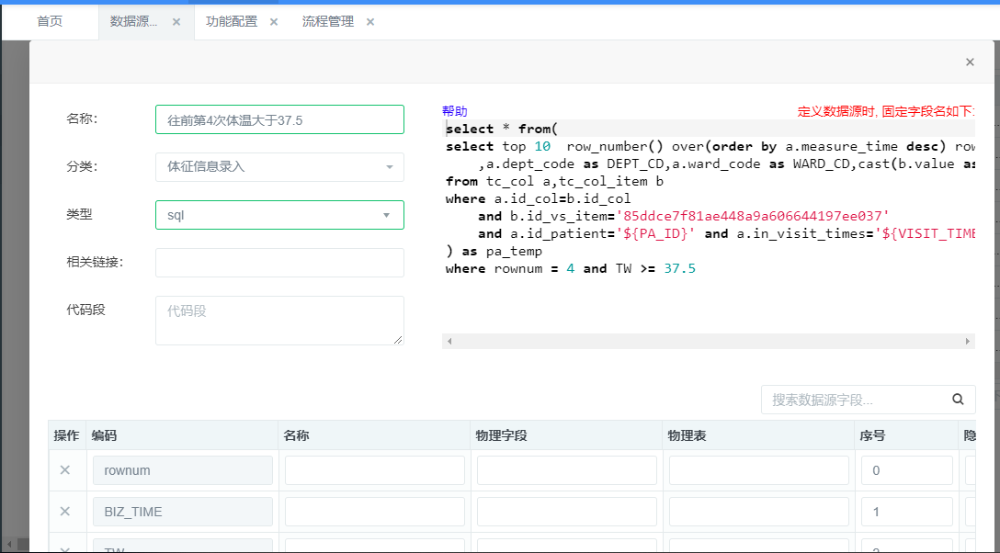 首页 数据源... × 功能配置 × 流程管理 ×
×
名称:
往前第4次体温大于37.5
分类:
体征信息录入
类型
sql
相关链接:
代码段
代码段
帮助
定义数据源时, 固定字段名如下:
select * from(
select top 10  row_number() over(order by a.measure_time desc) row
    ,a.dept_code as DEPT_CD,a.ward_code as WARD_CD,cast(b.value as
from tc_col a,tc_col_item b
where a.id_col=b.id_col
    and b.id_vs_item='85ddce7f81ae448a9a606644197ee037'
    and a.id_patient='${PA_ID}' and a.in_visit_times='${VISIT_TIME
) as pa_temp
where rownum = 4 and TW >= 37.5
搜索数据源字段...
操作 编码 名称 物理字段 物理表 序号 隐
× rownum 0
× BIZ_TIME 1
× TW 2